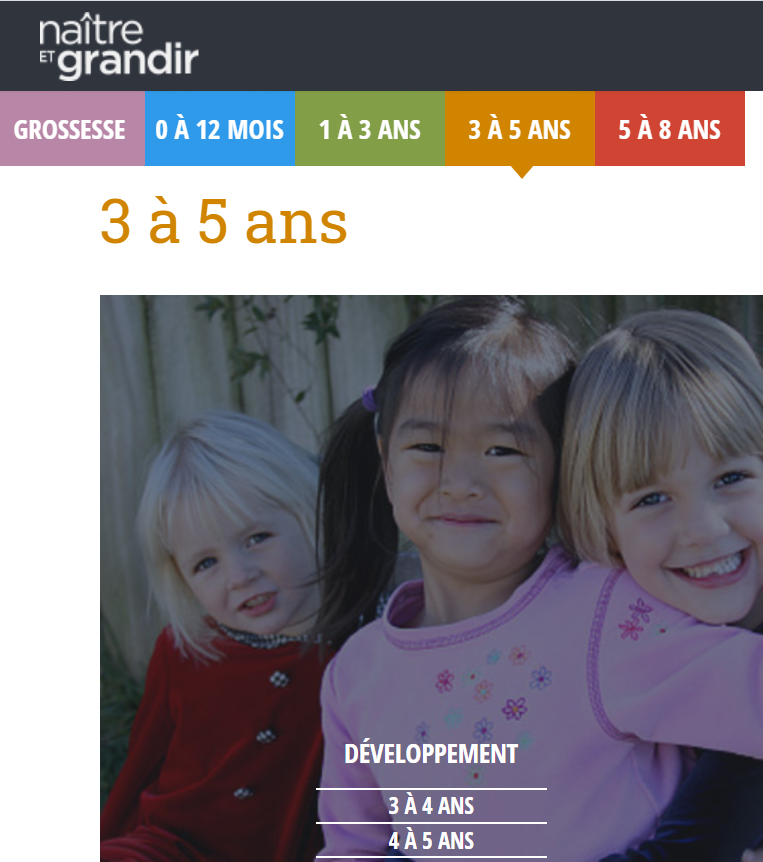 naître
ET grandir
GROSSESSE
0 À 12 MOIS
1 À 3 ANS
3 À 5 ANS
5 À 8 ANS
3 à 5 ans
DÉVELOPPEMENT
3 À 4 ANS
4 À 5 ANS